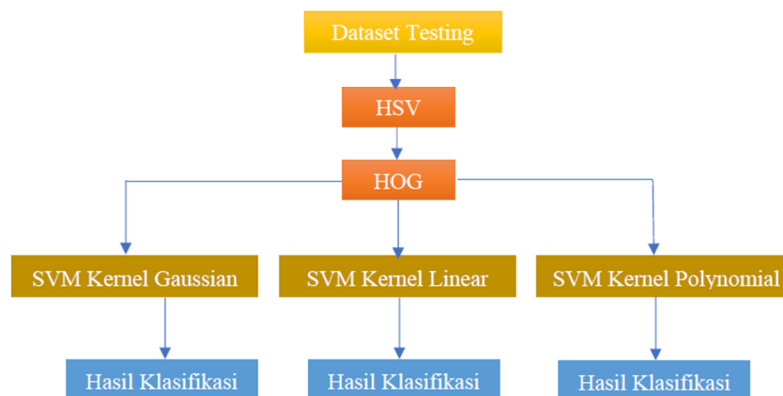 Dataset Testing
HSV
HOG
SVM Kernel Gaussian
SVM Kernel Linear
SVM Kernel Polynomial
Hasil Klasifikasi
Hasil Klasifikasi
Hasil Klasifikasi